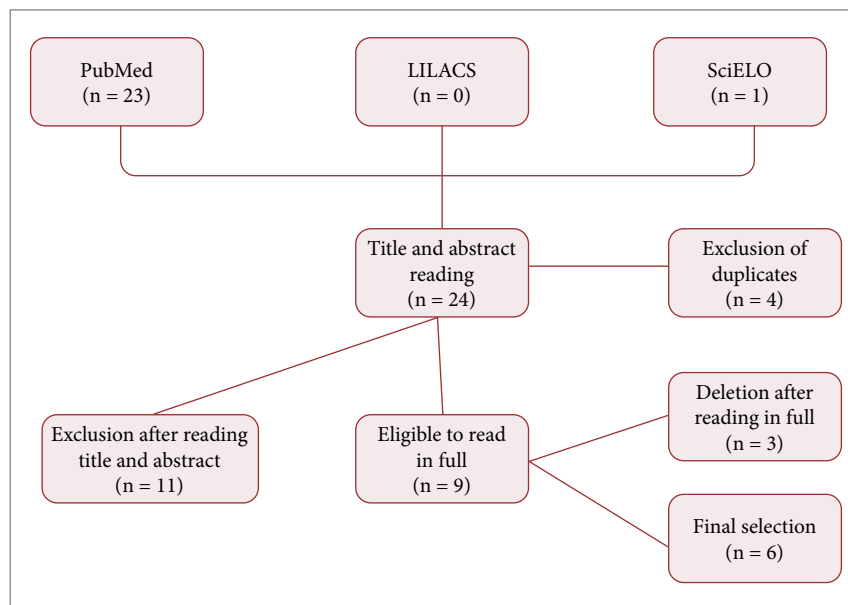 PubMed
(n = 23)
LILACS
(n = 0)
SciELO
(n = 1)
Title and abstract
reading
(n = 24)
Exclusion of
duplicates
(n = 4)
Exclusion after reading
title and abstract
(n = 11)
Eligible to read
in full
(n = 9)
Deletion after
reading in full
(n = 3)
Final selection
(n = 6)